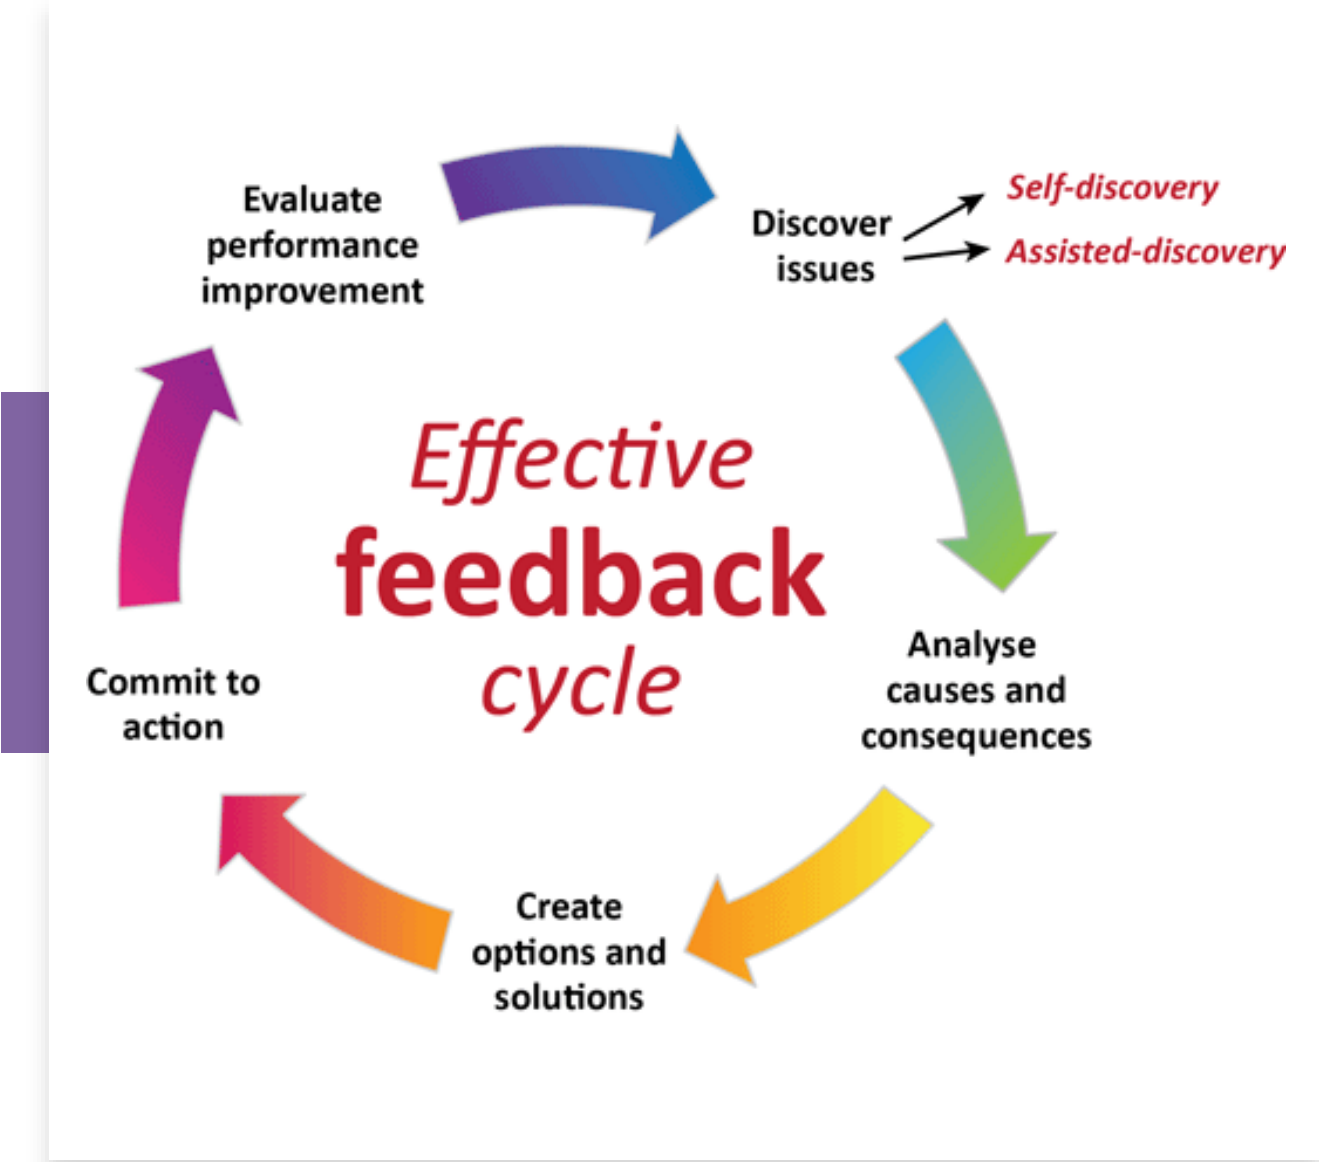 Evaluate
performance
improvement
Discover
issues
Self-discovery
Assisted-discovery
Effective
feedback
cycle
Analyse
causes and
consequences
Commit to
action
Create
options and
solutions